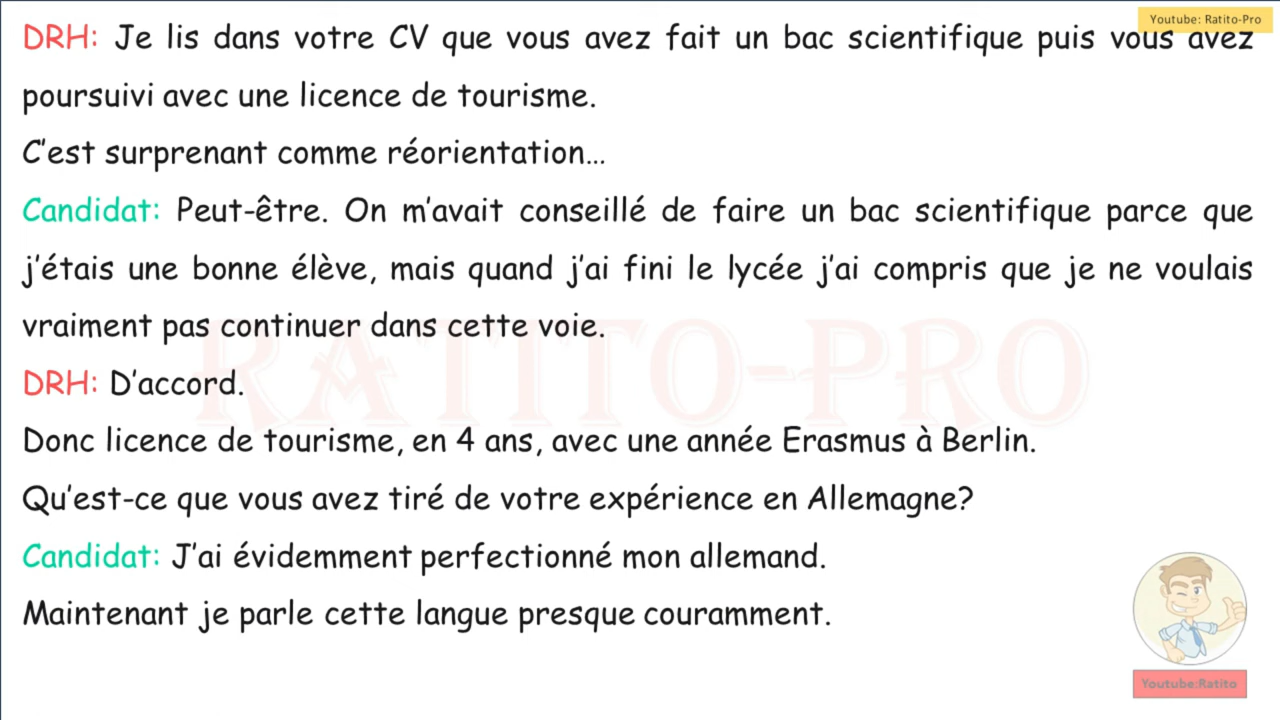 Youtube: Ratito-Pro
DRH: Je lis dans votre CV que vous avez fait un bac scientifique puis vous avez
poursuivi avec une licence de tourisme.
C'est surprenant comme réorientation...
Candidat: Peut-être. On m'avait conseillé de faire un bac scientifique parce que
j'étais une bonne élève, mais quand j'ai fini le lycée j'ai compris que je ne voulais
vraiment pas continuer dans cette voie.
RATITO-PRO
DRH: D'accord.
Donc licence de tourisme, en 4 ans, avec une année Erasmus à Berlin.
Qu'est-ce que vous avez tiré de votre expérience en Allemagne?
Candidat: J'ai évidemment perfectionné mon allemand.
Maintenant je parle cette langue presque couramment.
Youtube:Ratito